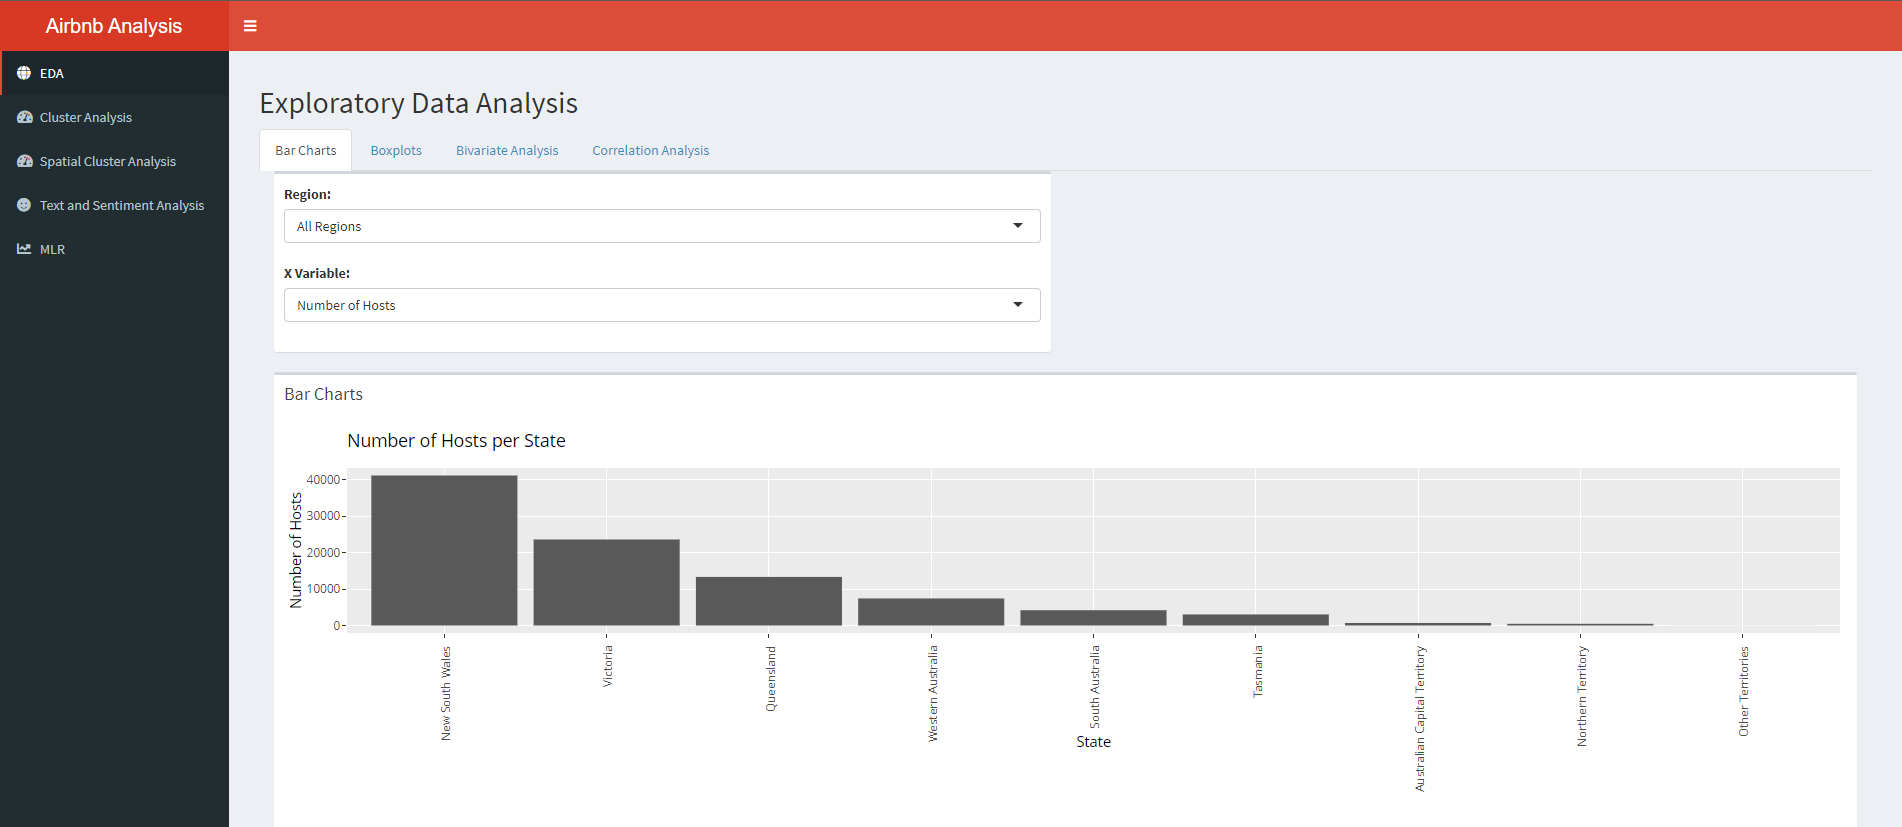 Airbnb Analysis
EDA
Cluster Analysis
Spatial Cluster Analysis
Text and Sentiment Analysis
MLR
Exploratory Data Analysis
Bar Charts
Boxplots
Bivariate Analysis
Correlation Analysis
Region:
All Regions
X Variable:
Number of Hosts
Bar Charts
Number of Hosts per State
Number of Hosts
40000
30000
20000
10000
0
New South Wales
Victoria
Queensland
Western Australia
South Australia
Tasmania
Australian Capital Territory
Northern Territory
Other Territories
State